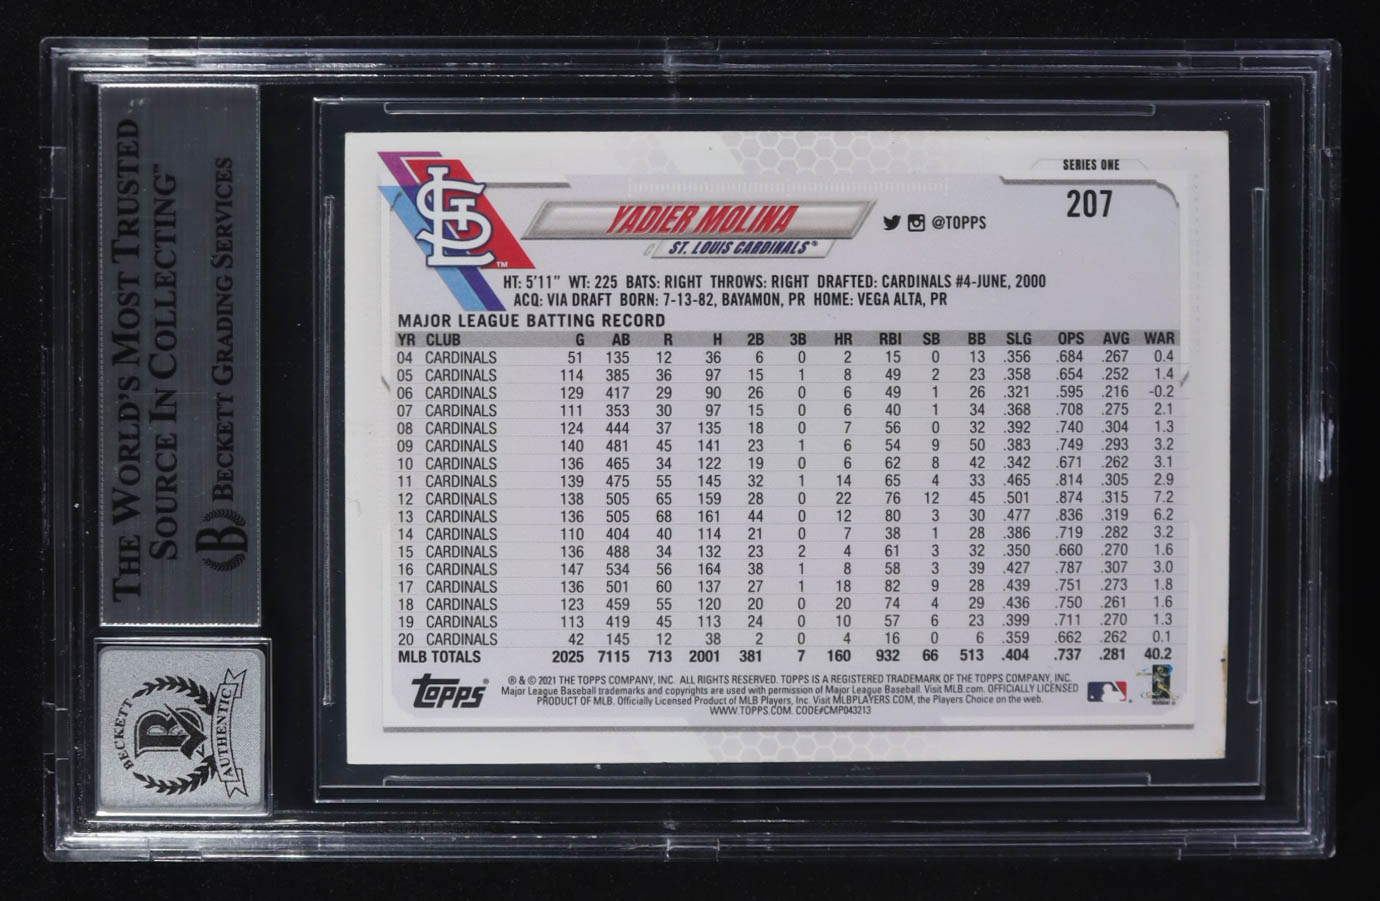 THE WORLD'S MOST TRUSTED
SOURCE IN COLLECTING™
B BECKETT GRADING SERVICES
BECKETT
B
AUTHENTIC
SERIES ONE
207
STL™
YADIER MOLINA
ST. LOUIS CARDINALS®
@TOPPS
HT: 5'11" WT: 225 BATS: RIGHT THROWS: RIGHT DRAFTED: CARDINALS #4-JUNE, 2000
ACQ: VIA DRAFT BORN: 7-13-82, BAYAMON, PR HOME: VEGA ALTA, PR
MAJOR LEAGUE BATTING RECORD
YR CLUB G AB R H 2B 3B HR RBI SB BB SLG OPS AVG WAR
04 CARDINALS 51 135 12 36 6 0 2 15 0 13 .356 .684 .267 0.4
05 CARDINALS 114 385 36 97 15 1 8 49 2 23 .358 .654 .252 1.4
06 CARDINALS 129 417 29 90 26 0 6 49 1 26 .321 .595 .216 -0.2
07 CARDINALS 111 353 30 97 15 0 6 40 1 34 .368 .708 .275 2.1
08 CARDINALS 124 444 37 135 18 0 7 56 0 32 .392 .740 .304 1.3
09 CARDINALS 140 481 45 141 23 1 6 54 9 50 .383 .749 .293 3.2
10 CARDINALS 136 465 34 122 19 0 6 62 8 42 .342 .671 .262 3.1
11 CARDINALS 139 475 55 145 32 1 14 65 4 33 .465 .814 .305 2.9
12 CARDINALS 138 505 65 159 28 0 22 76 12 45 .501 .874 .315 7.2
13 CARDINALS 136 505 68 161 44 0 12 80 3 30 .477 .836 .319 6.2
14 CARDINALS 110 404 40 114 21 0 7 38 1 28 .386 .719 .282 3.2
15 CARDINALS 136 488 34 132 23 2 4 61 3 32 .350 .660 .270 1.6
16 CARDINALS 147 534 56 164 38 1 8 58 3 39 .427 .787 .307 3.0
17 CARDINALS 136 501 60 137 27 1 18 82 9 28 .439 .751 .273 1.8
18 CARDINALS 123 459 55 120 20 0 20 74 4 29 .436 .750 .261 1.6
19 CARDINALS 113 419 45 113 24 0 10 57 6 23 .399 .711 .270 1.3
20 CARDINALS 42 145 12 38 2 0 4 16 0 6 .359 .662 .262 0.1
MLB TOTALS 2025 7115 713 2001 381 7 160 932 66 513 .404 .737 .281 40.2
topps®
® & © 2021 THE TOPPS COMPANY, INC. ALL RIGHTS RESERVED. TOPPS IS A REGISTERED TRADEMARK OF THE TOPPS COMPANY, INC.
Major League Baseball trademarks and copyrights are used with permission of Major League Baseball. Visit MLB.com. OFFICIALLY LICENSED
PRODUCT OF MLB. Officially Licensed Product of MLB Players, Inc. Visit MLBPLAYERS.COM, the Players Choice on the web.
WWW.TOPPS.COM. CODE#CMP043213